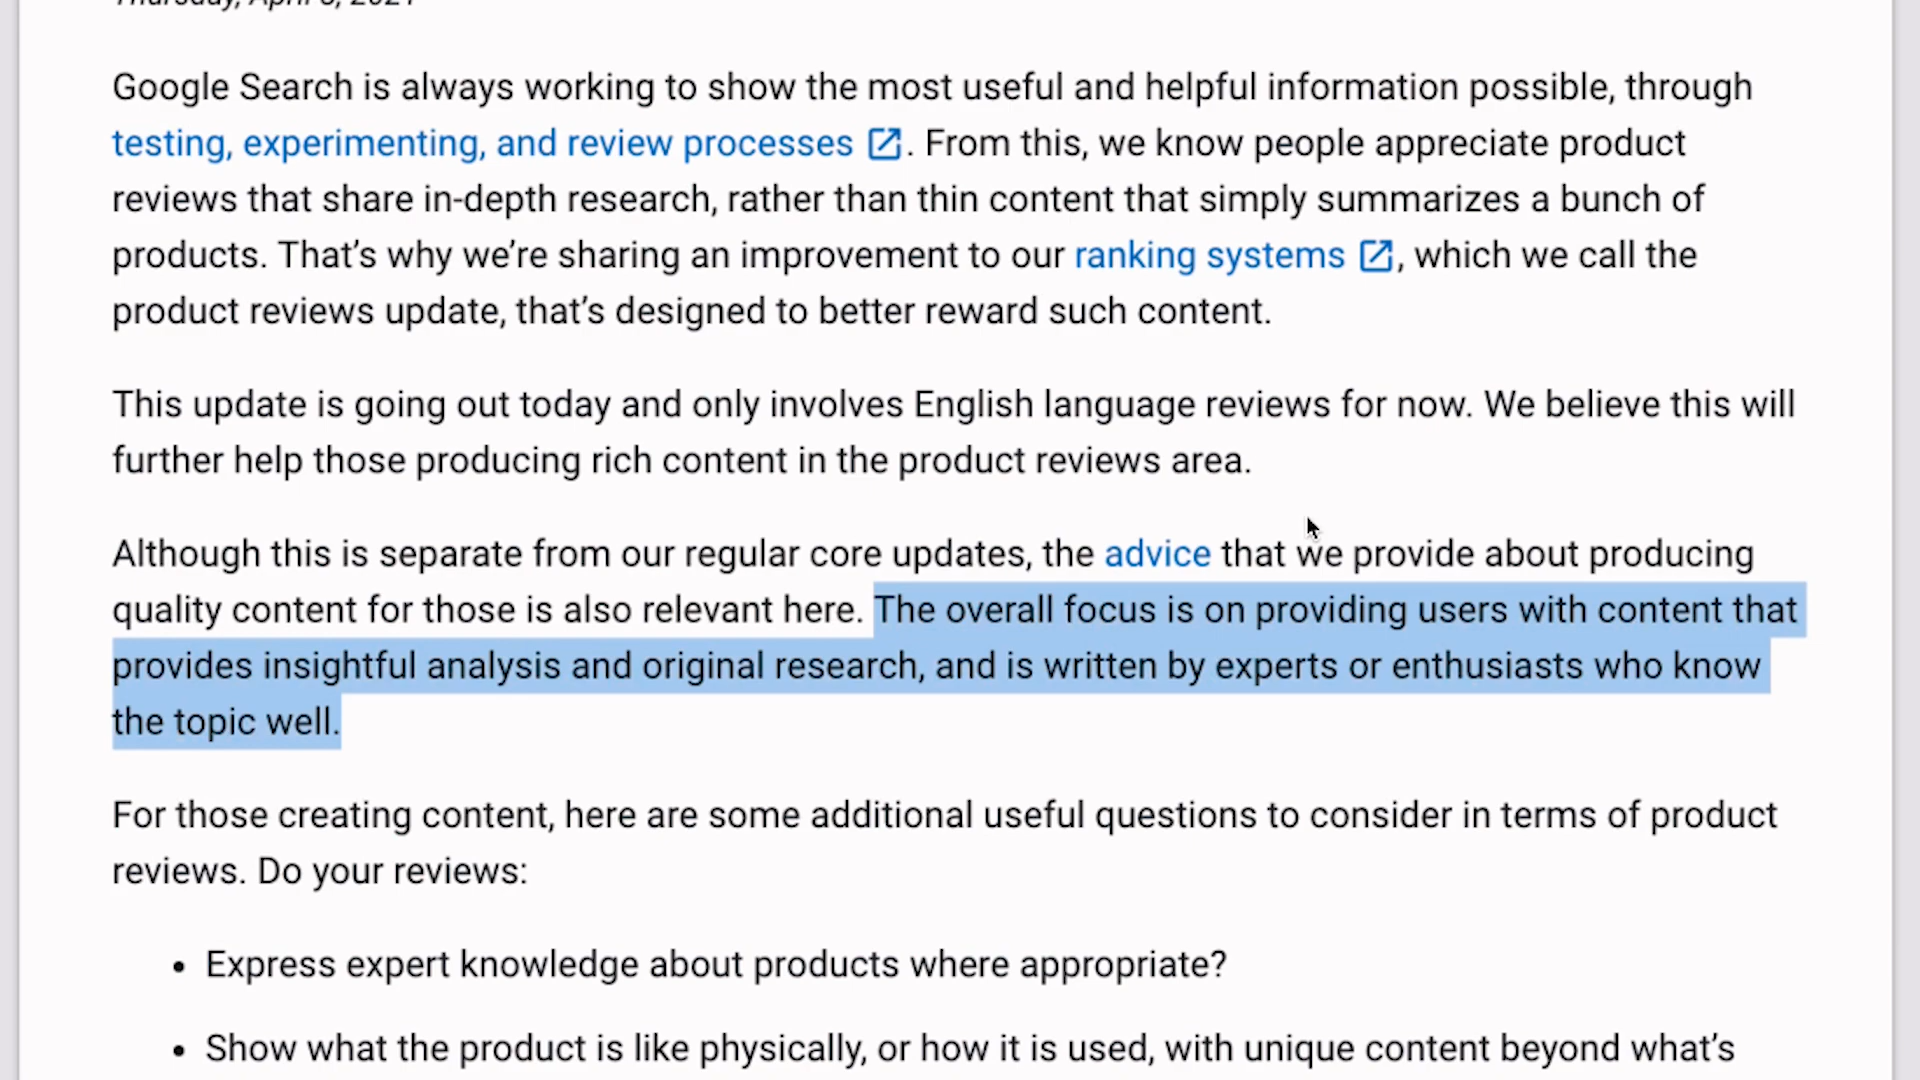 Thursday, April 8, 2021
Google Search is always working to show the most useful and helpful information possible, through
testing, experimenting, and review processes. From this, we know people appreciate product
reviews that share in-depth research, rather than thin content that simply summarizes a bunch of
products. That’s why we’re sharing an improvement to our ranking systems, which we call the
product reviews update, that’s designed to better reward such content.
This update is going out today and only involves English language reviews for now. We believe this will
further help those producing rich content in the product reviews area.
Although this is separate from our regular core updates, the advice that we provide about producing
quality content for those is also relevant here. The overall focus is on providing users with content that
provides insightful analysis and original research, and is written by experts or enthusiasts who know
the topic well.
For those creating content, here are some additional useful questions to consider in terms of product
reviews. Do your reviews:
• Express expert knowledge about products where appropriate?
• Show what the product is like physically, or how it is used, with unique content beyond what’s